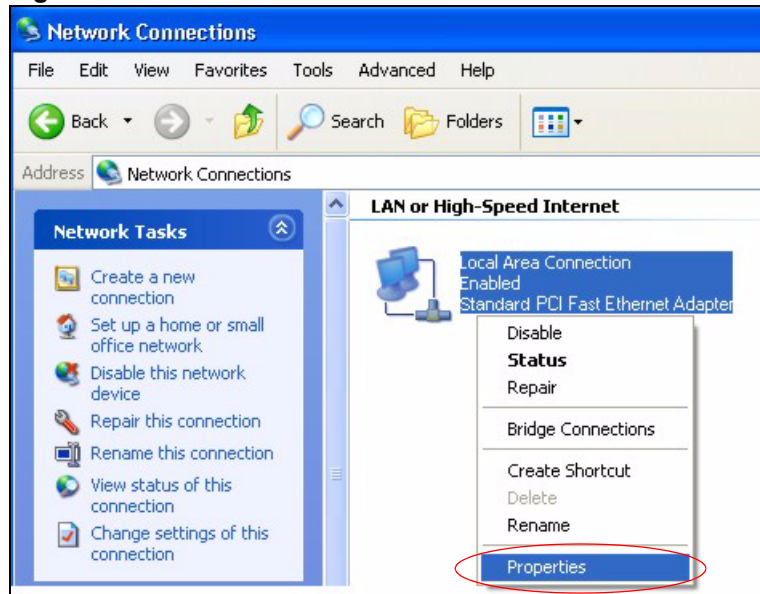 Network Connections
File Edit View Favorites Tools Advanced Help
Back Search Folders
Address Network Connections
Network Tasks
Create a new
connection
Set up a home or small
office network
Disable this network
device
Repair this connection
Rename this connection
View status of this
connection
Change settings of this
connection
LAN or High-Speed Internet
Local Area Connection
Enabled
Standard PCI Fast Ethernet Adapter
Disable
Status
Repair
Bridge Connections
Create Shortcut
Delete
Rename
Properties